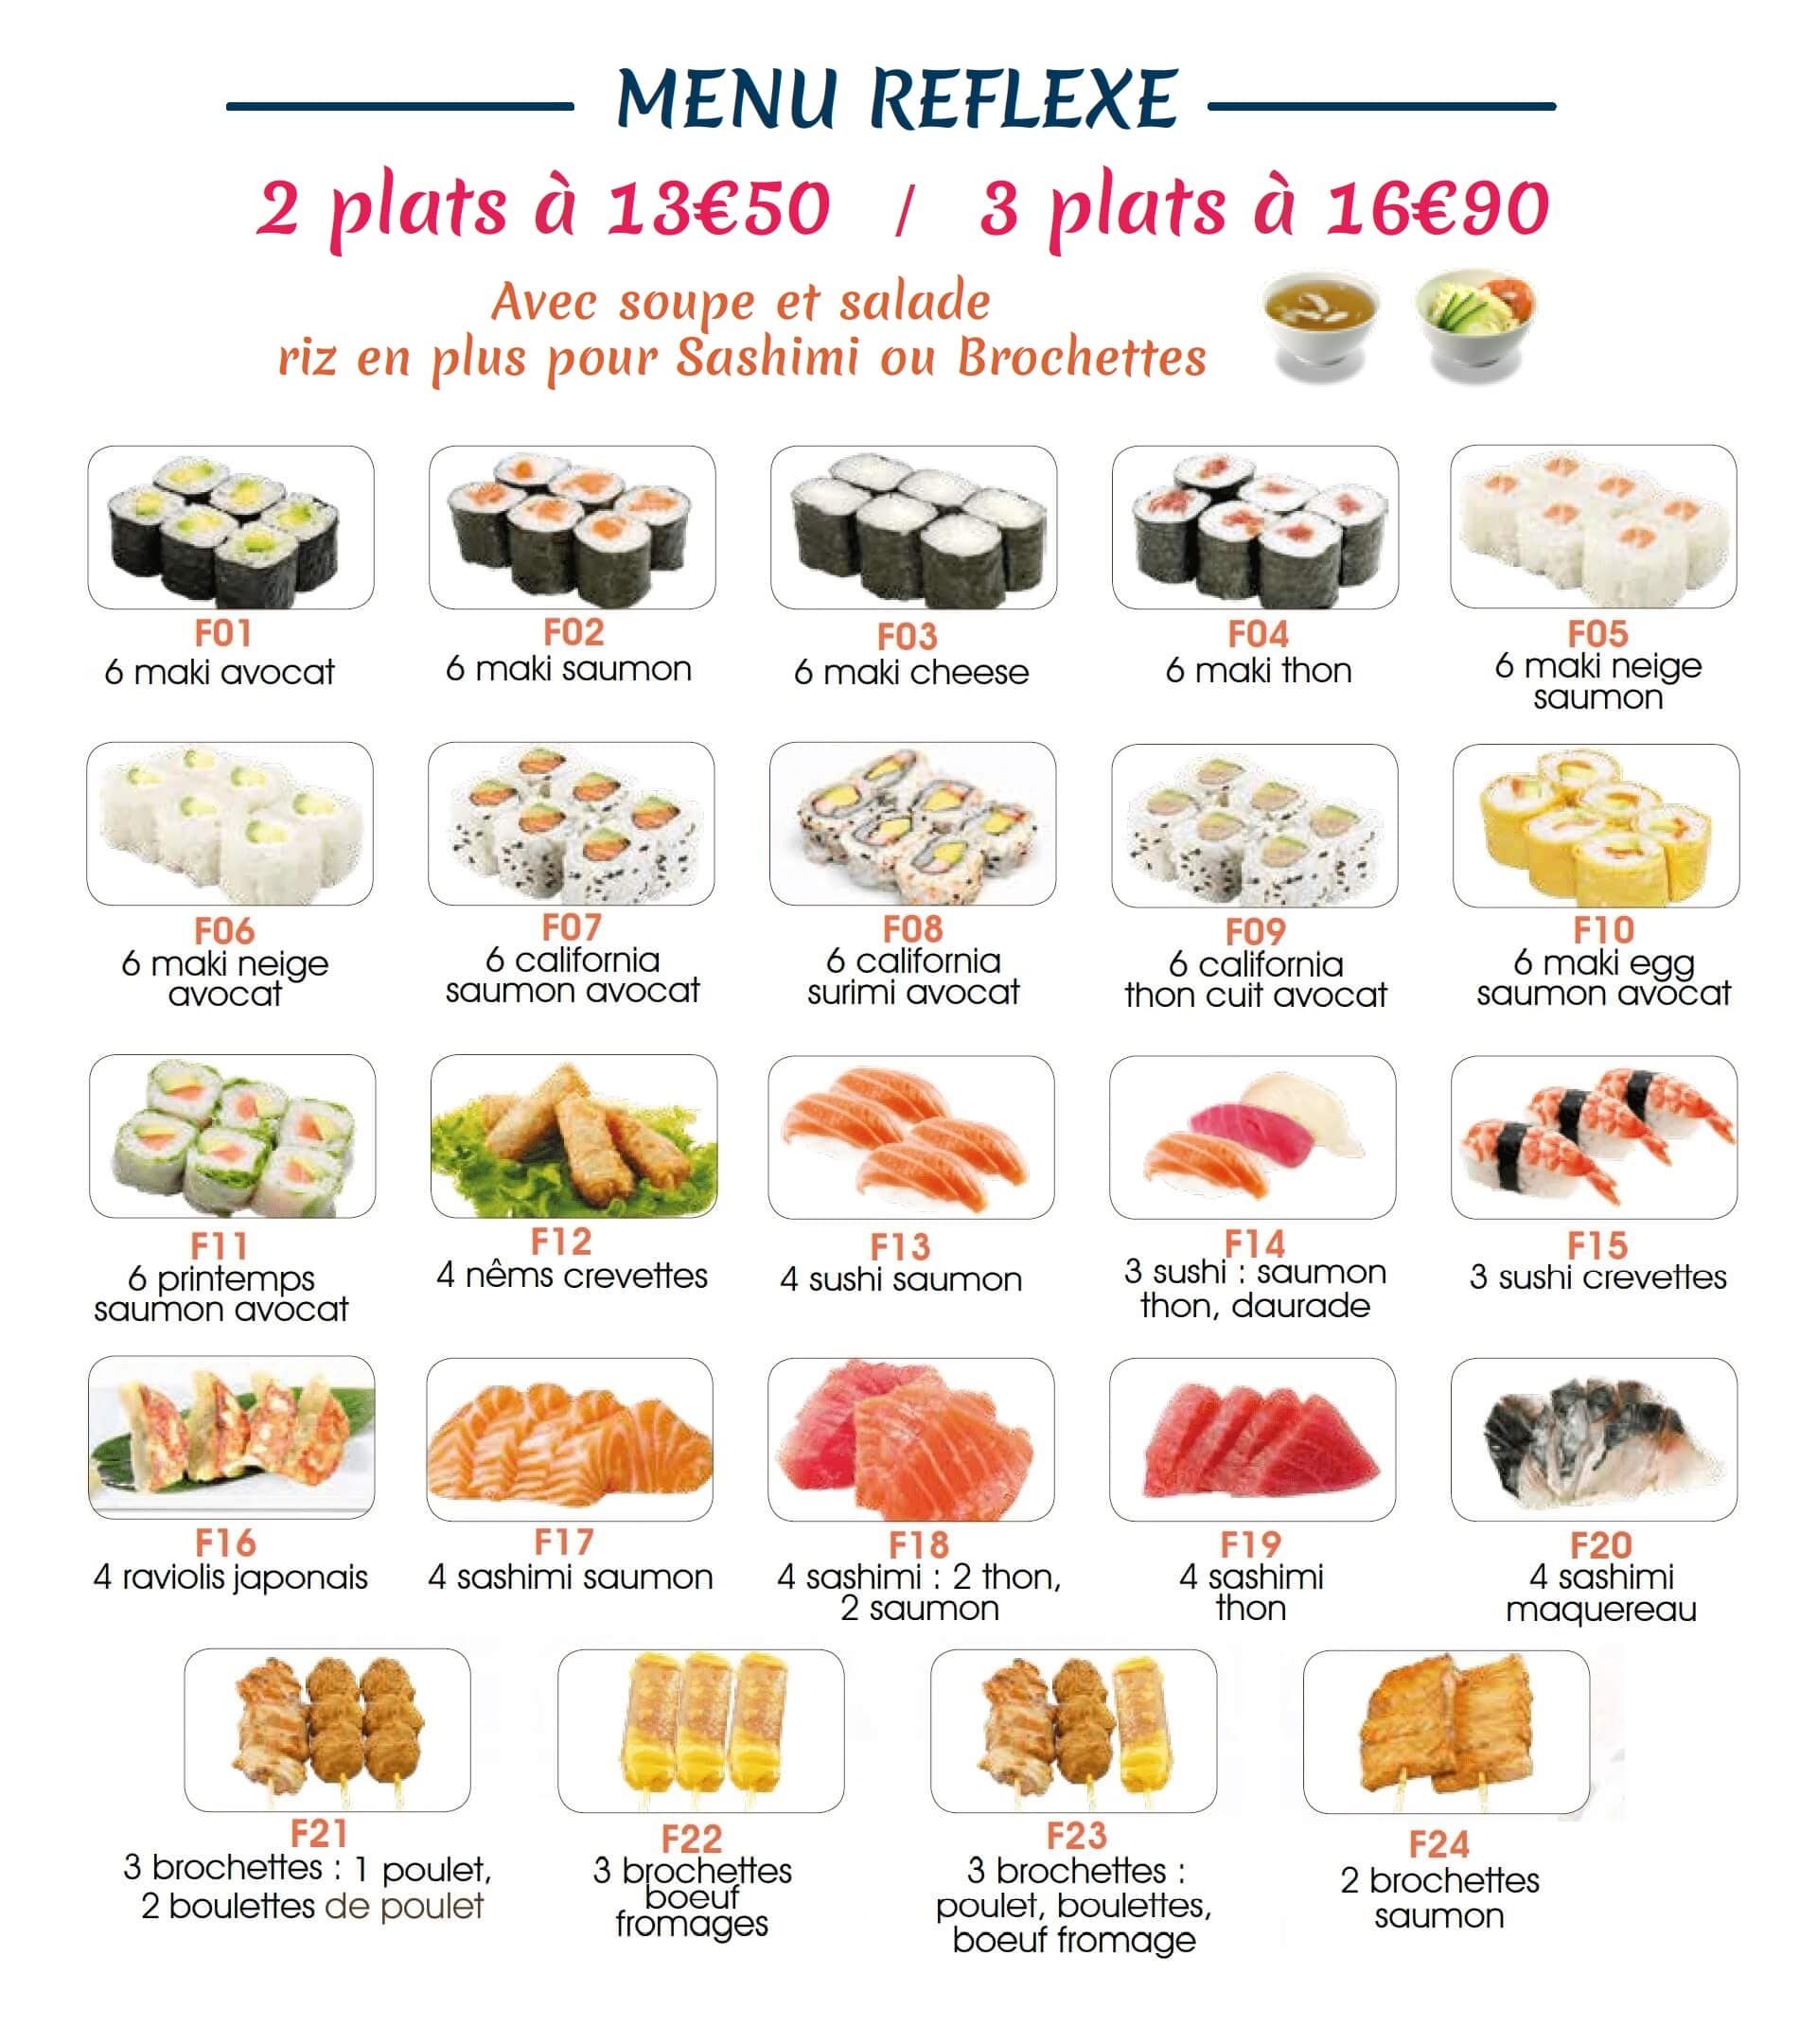 MENU REFLEXE
2 plats à 13€50 / 3 plats à 16€90
Avec soupe et salade
riz en plus pour Sashimi ou Brochettes
F01
6 maki avocat
F02
6 maki saumon
F03
6 maki cheese
F04
6 maki thon
F05
6 maki neige
saumon
F06
6 maki neige
avocat
F07
6 california
saumon avocat
F08
6 california
surimi avocat
F09
6 california
thon cuit avocat
F10
6 maki egg
saumon avocat
F11
6 printemps
saumon avocat
F12
4 nêms crevettes
F13
4 sushi saumon
F14
3 sushi : saumon
thon, daurade
F15
3 sushi crevettes
F16
4 raviolis japonais
F17
4 sashimi saumon
F18
4 sashimi : 2 thon,
2 saumon
F19
4 sashimi
thon
F20
4 sashimi
maquereau
F21
3 brochettes : 1 poulet,
2 boulettes de poulet
F22
3 brochettes
boeuf
fromages
F23
3 brochettes :
poulet, boulettes,
boeuf fromage
F24
2 brochettes
saumon